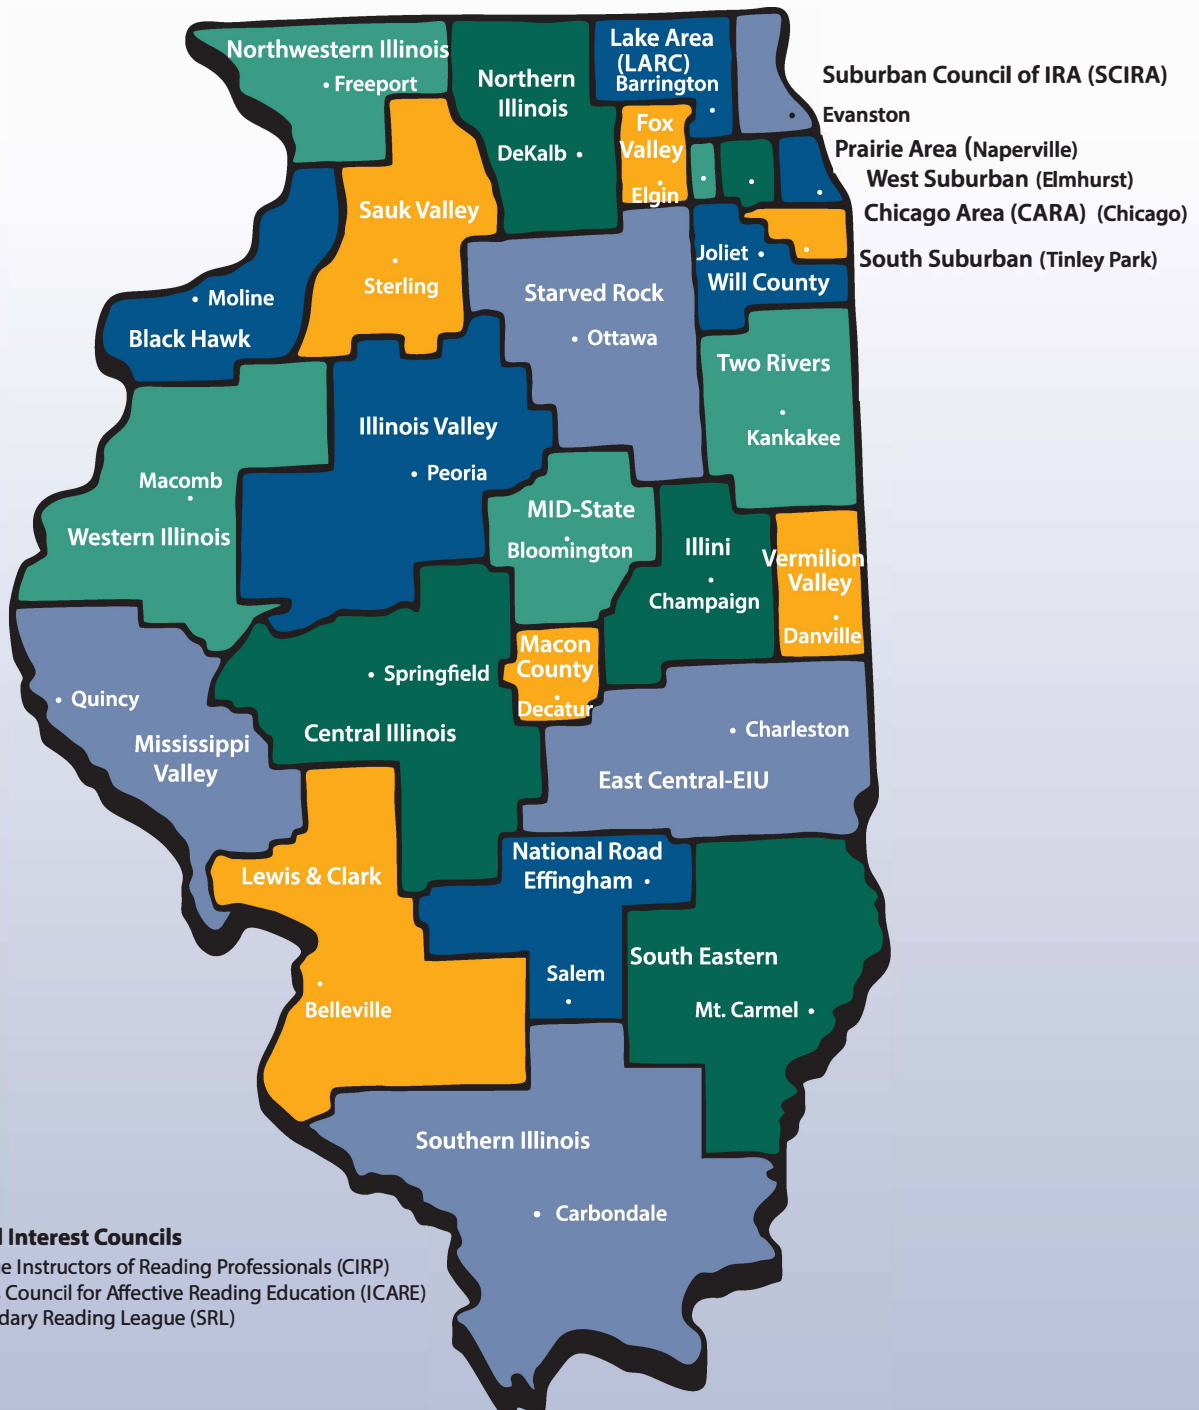 Northwestern Illinois
Freeport
Northern
Illinois
DeKalb
Lake Area
(LARC)
Barrington
Fox
Valley
Elgin
Suburban Council of IRA (SCIRA)
Evanston
Prairie Area (Naperville)
West Suburban (Elmhurst)
Chicago Area (CARA) (Chicago)
South Suburban (Tinley Park)
Sauk Valley
Sterling
Moline
Black Hawk
Starved Rock
Ottawa
Joliet
Will County
Two Rivers
Kankakee
Illinois Valley
Peoria
Macomb
Western Illinois
MID-State
Bloomington
Illini
Champaign
Vermilion
Valley
Danville
Macon
County
Decatur
Springfield
Central Illinois
Quincy
Mississippi
Valley
Charleston
East Central-EIU
National Road
Effingham
Salem
Lewis & Clark
Belleville
South Eastern
Mt. Carmel
Southern Illinois
Carbondale
Interest Councils
Instructors of Reading Professionals (CIRP)
Council for Affective Reading Education (ICARE)
Reading League (SRL)